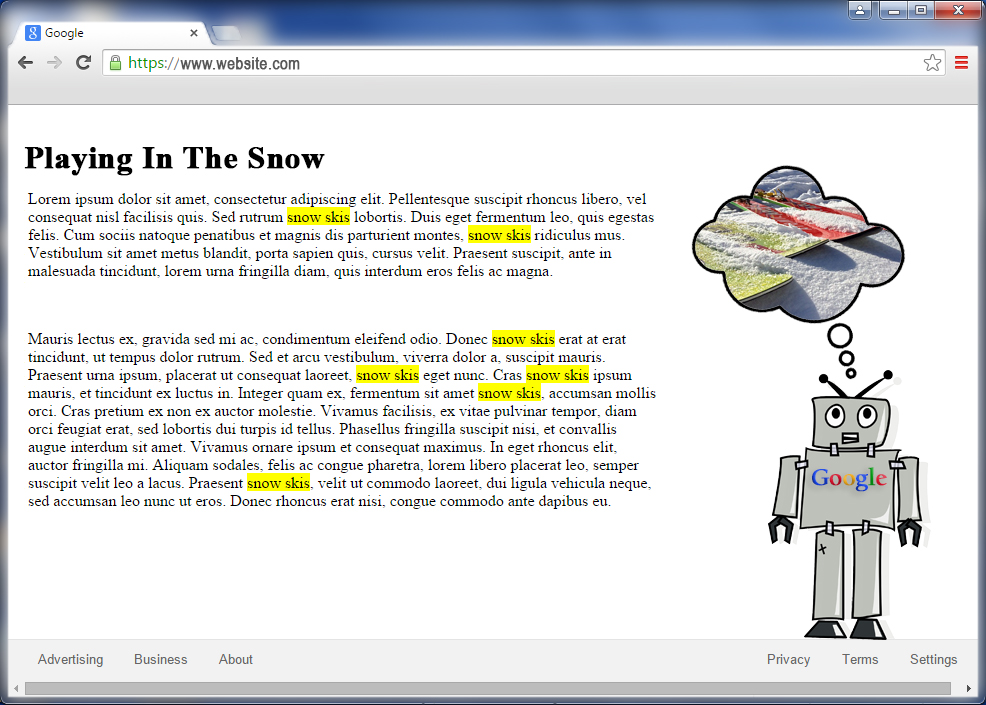 Google
https://www.website.com
Playing In The Snow
Lorem ipsum dolor sit amet, consectetur adipiscing elit. Pellentesque suscipit rhoncus libero, vel
consequat nisl facilisis quis. Sed rutrum snow skis lobortis. Duis eget fermentum leo, quis egestas
felis. Cum sociis natoque penatibus et magnis dis parturient montes, snow skis ridiculus mus.
Vestibulum sit amet metus blandit, porta sapien quis, cursus velit. Praesent suscipit, ante in
malesuada tincidunt, lorem urna fringilla diam, quis interdum eros felis ac magna.
Mauris lectus ex, gravida sed mi ac, condimentum eleifend odio. Donec snow skis erat at erat
tincidunt, ut tempus dolor rutrum. Sed et arcu vestibulum, viverra dolor a, suscipit mauris.
Praesent urna ipsum, placerat ut consequat laoreet, snow skis eget nunc. Cras snow skis ipsum
mauris, et tincidunt ex luctus in. Integer quam ex, fermentum sit amet snow skis, accumsan mollis
orci. Cras pretium ex non ex auctor molestie. Vivamus facilisis, ex vitae pulvinar tempor, diam
orci feugiat erat, sed lobortis dui turpis id tellus. Phasellus fringilla suscipit nisi, et convallis
augue interdum sit amet. Vivamus ornare ipsum et consequat maximus. In eget rhoncus elit,
auctor fringilla mi. Aliquam sodales, felis ac congue pharetra, lorem libero placerat leo, semper
suscipit velit leo a lacus. Praesent snow skis, velit ut commodo laoreet, dui ligula vehicula neque,
sed accumsan leo nunc ut eros. Donec rhoncus erat nisi, congue commodo ante dapibus eu.
Google
Advertising Business About Privacy Terms Settings